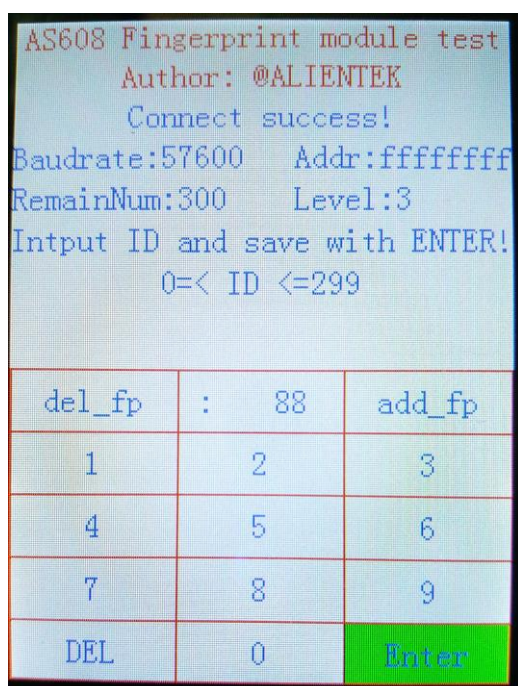 AS608 Fingerprint module test
Author: @ALIENTEK
Connect success!
Baudrate:57600 Addr:ffffffff
RemainNum:300 Level:3
Intput ID and save with ENTER!
0=< ID <=299
del_fp : 88 add_fp
1 2 3
4 5 6
7 8 9
DEL 0 Enter